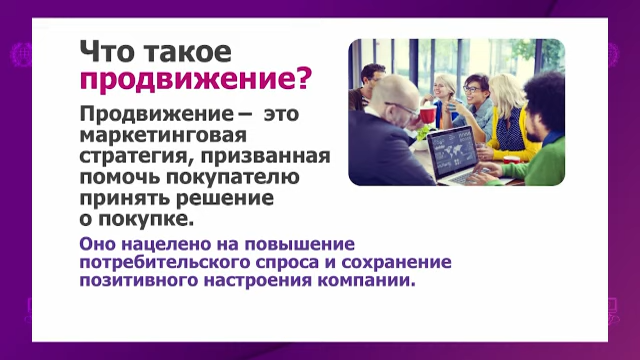 Что такое
продвижение?
Продвижение – это
маркетинговая
стратегия, призванная
помочь покупателю
принять решение
о покупке.
Оно нацелено на повышение
потребительского спроса и сохранение
позитивного настроения компании.